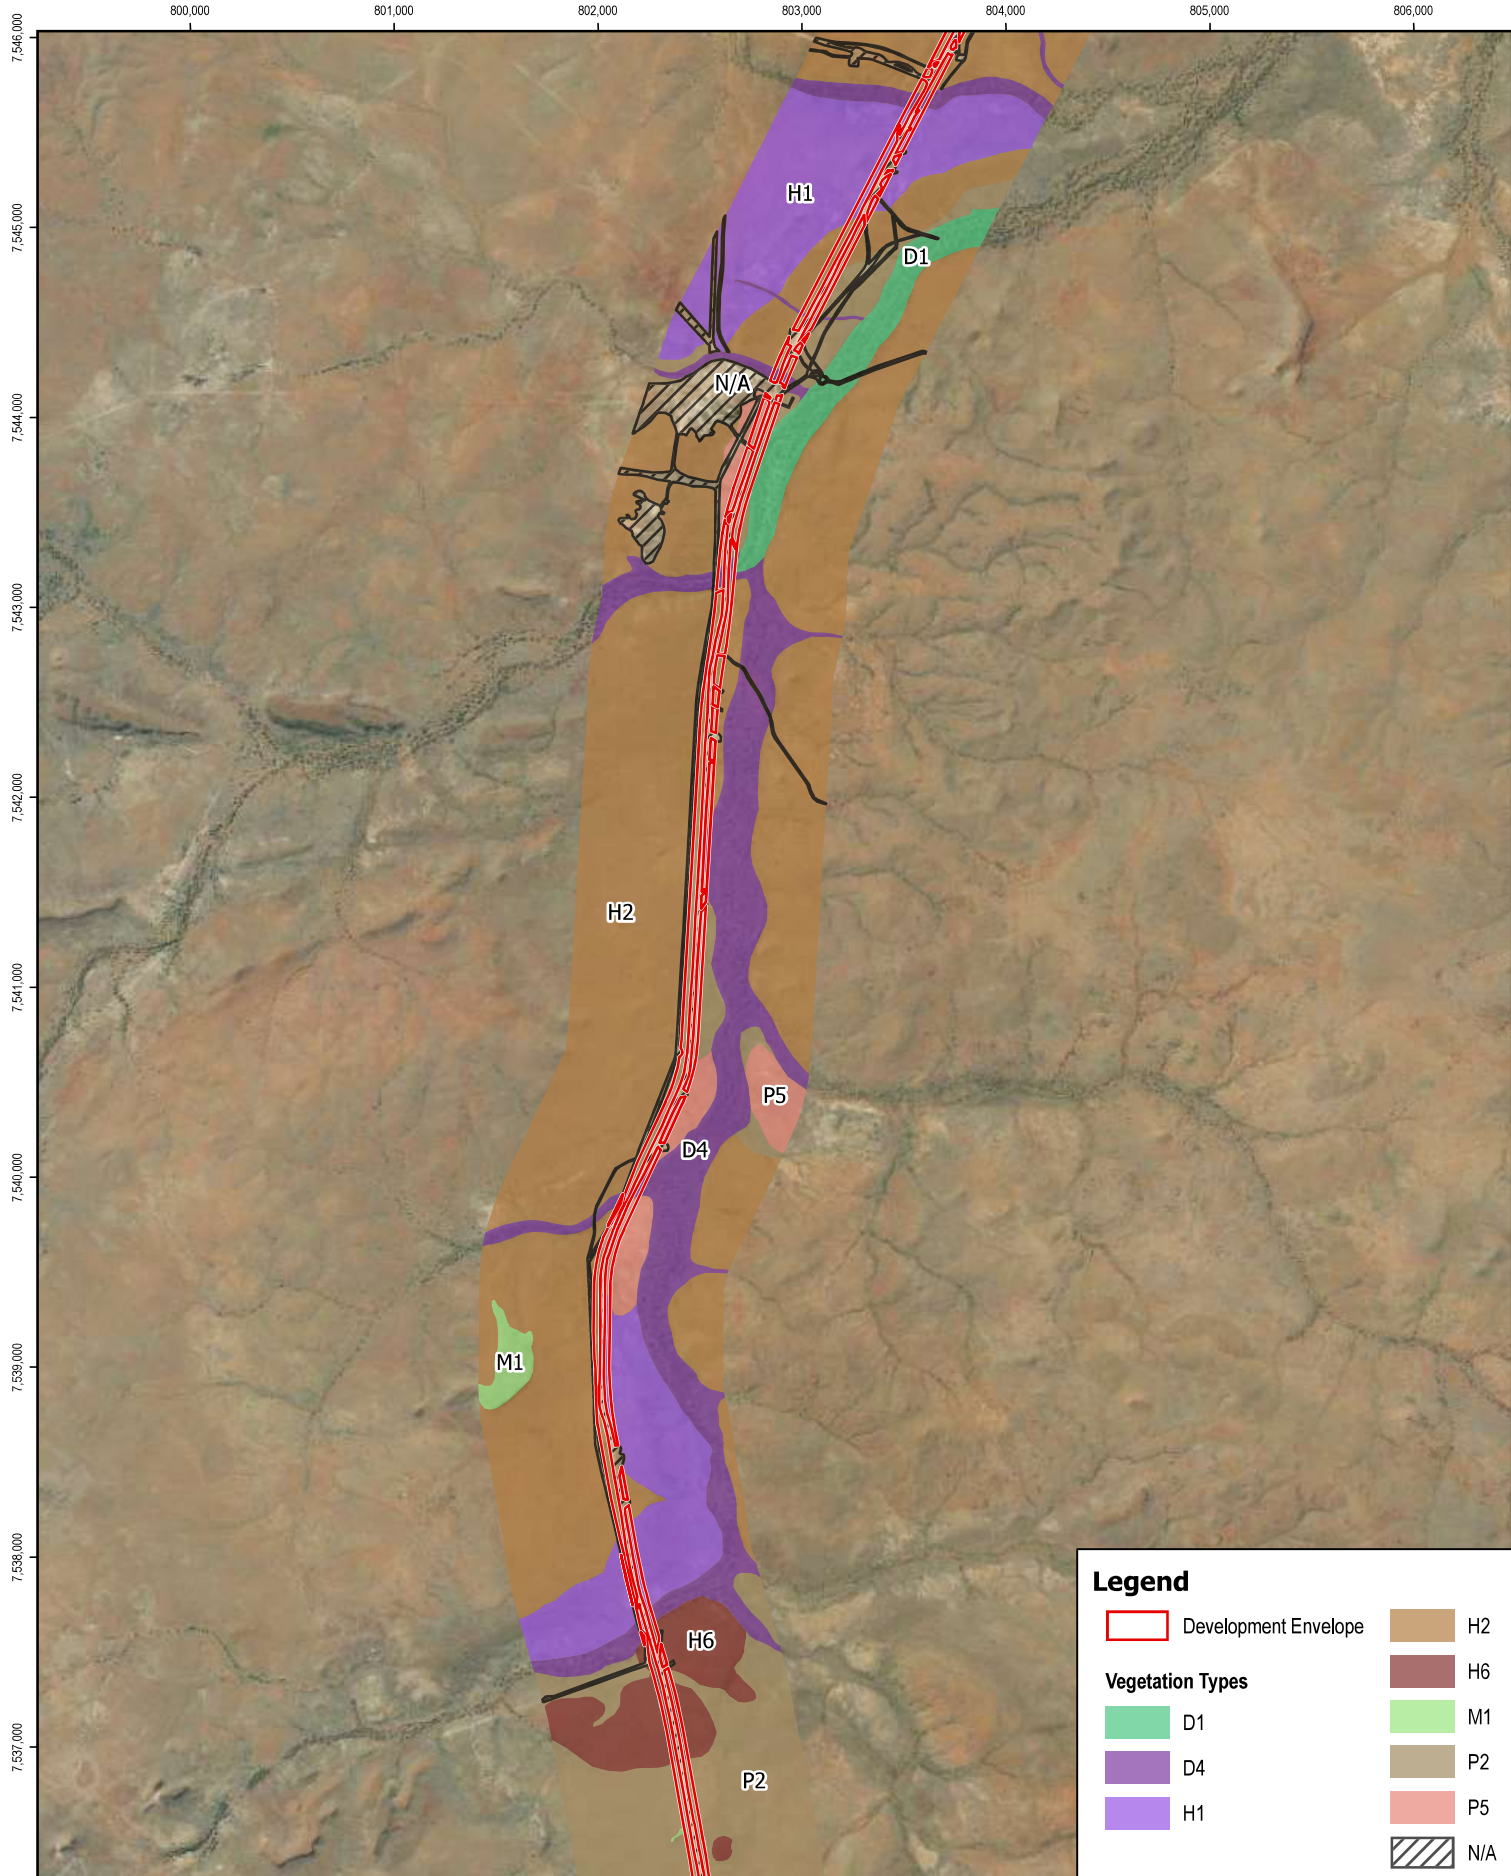 800,000 801,000 802,000 803,000 804,000 805,000 806,000
7,546,000
7,545,000
7,544,000
7,543,000
7,542,000
7,541,000
7,540,000
7,539,000
7,538,000
7,537,000
H1
D1
N/A
H2
P5
D4
M1
H6
P2
Legend
Development Envelope
Vegetation Types
D1
D4
H1
H2
H6
M1
P2
P5
N/A